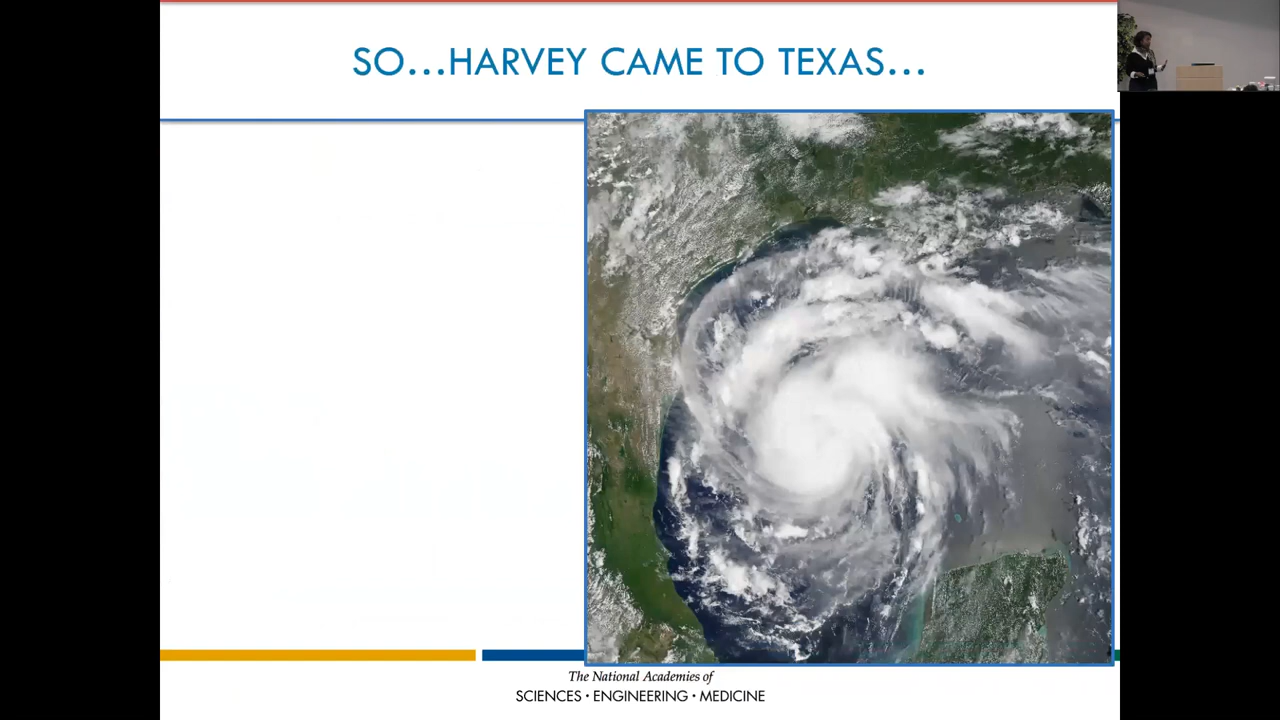 SO...HARVEY CAME TO TEXAS...
The National Academies of
SCIENCES · ENGINEERING · MEDICINE